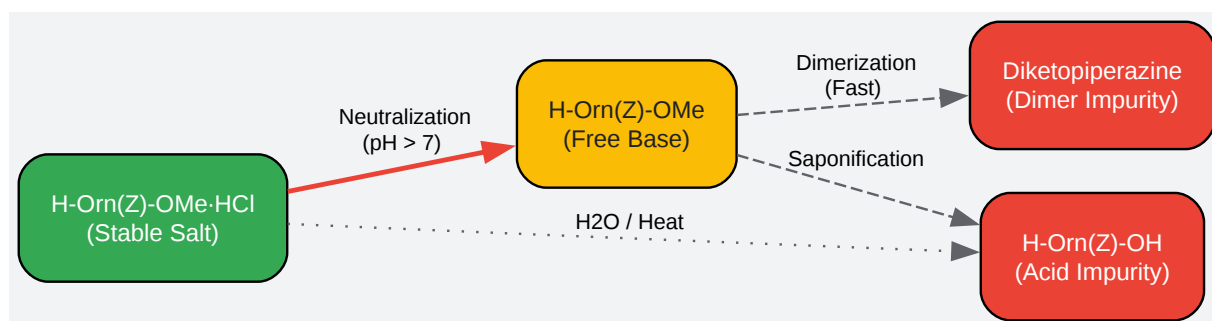 H-Orn(Z)-OMe·HCl
(Stable Salt)
Neutralization
(pH > 7)
H-Orn(Z)-OMe
(Free Base)
Dimerization
(Fast)
Diketopiperazine
(Dimer Impurity)
Saponification
H2O / Heat
H-Orn(Z)-OH
(Acid Impurity)